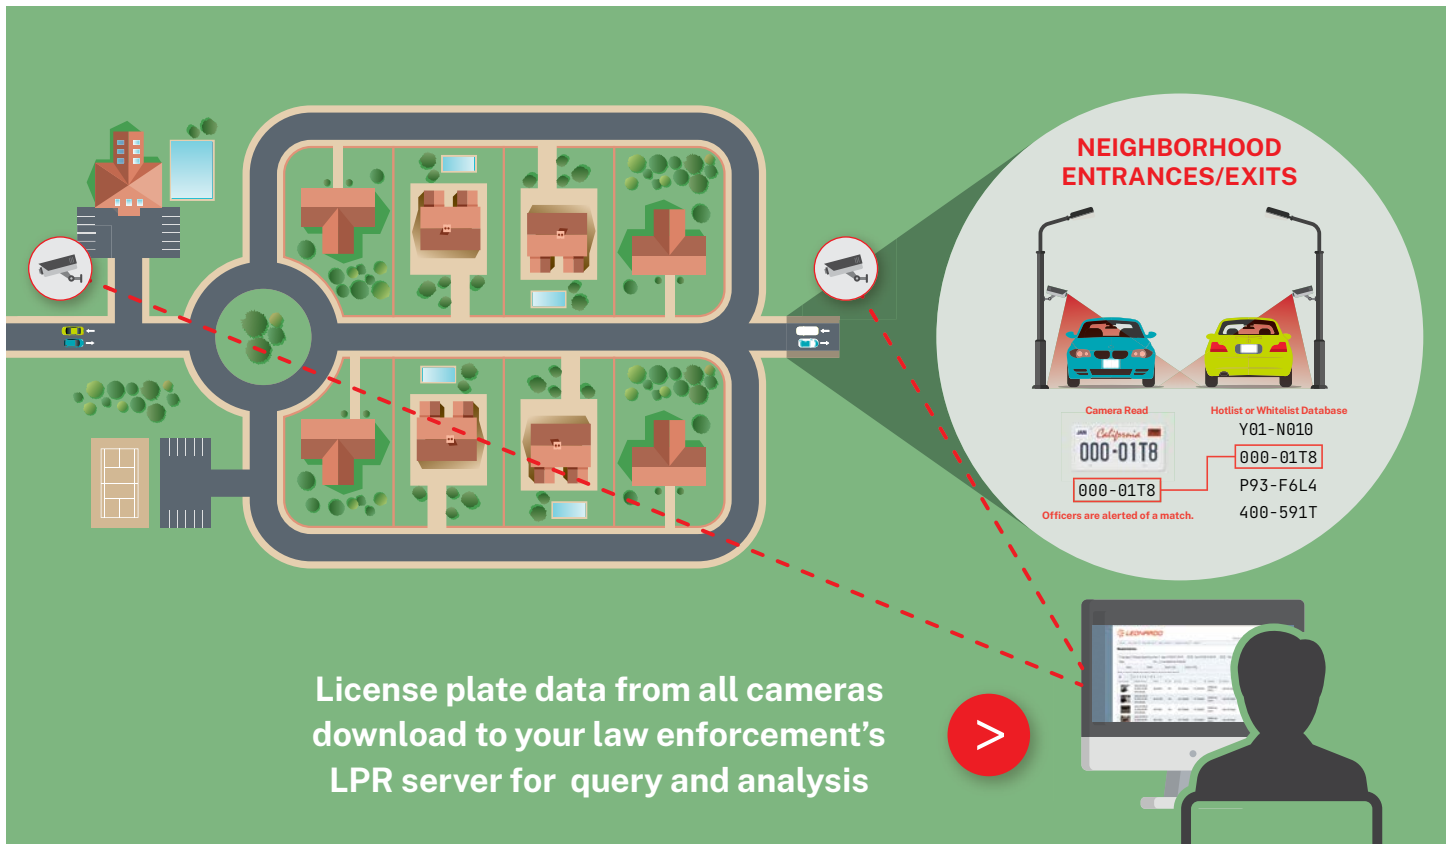 NEIGHBORHOOD
ENTRANCES/EXITS
Camera Read
JAN
California
000-01T8
000-01T8
Officers are alerted of a match.
Hotlist or Whitelist Database
Y01-N010
000-01T8
P93-F6L4
400-591T
LEONARDO
License plate data from all cameras
download to your law enforcement’s
LPR server for query and analysis
>